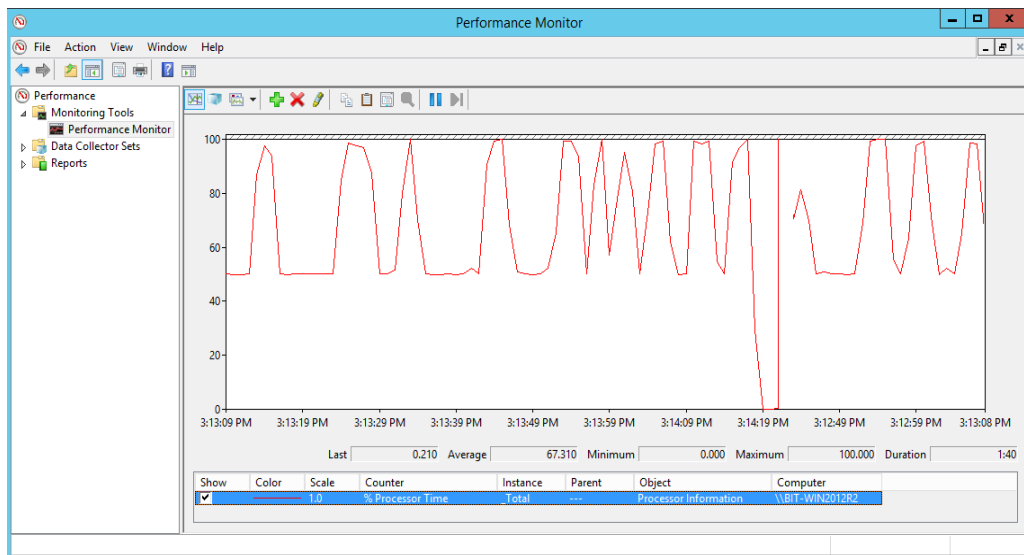 Performance Monitor
File Action View Window Help
Performance
Monitoring Tools
Performance Monitor
Data Collector Sets
Reports
100
80
60
40
20
0
3:13:09 PM 3:13:19 PM 3:13:29 PM 3:13:39 PM 3:13:49 PM 3:13:59 PM 3:14:09 PM 3:14:19 PM 3:12:49 PM 3:12:59 PM 3:13:08 PM
Last 0.210 Average 67.310 Minimum 0.000 Maximum 100.000 Duration 1:40
Show Color Scale Counter Instance Parent Object Computer
1.0 % Processor Time _Total --- Processor Information \\BIT-WIN2012R2